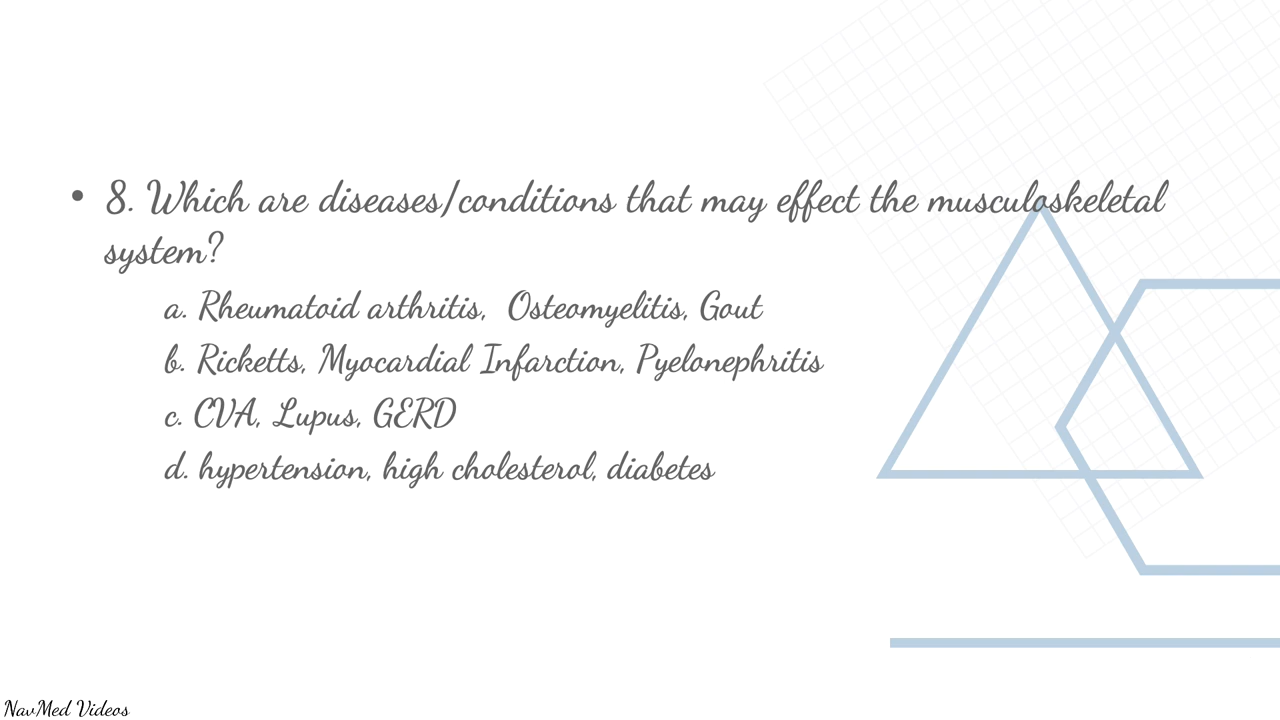 • 8. Which are diseases/conditions that may effect the musculoskeletal
system?
a. Rheumatoid arthritis, Osteomyelitis, Gout
b. Ricketts, Myocardial Infarction, Pyelonephritis
c. CVA, Lupus, GERD
d. hypertension, high cholesterol, diabetes
NavMed Videos